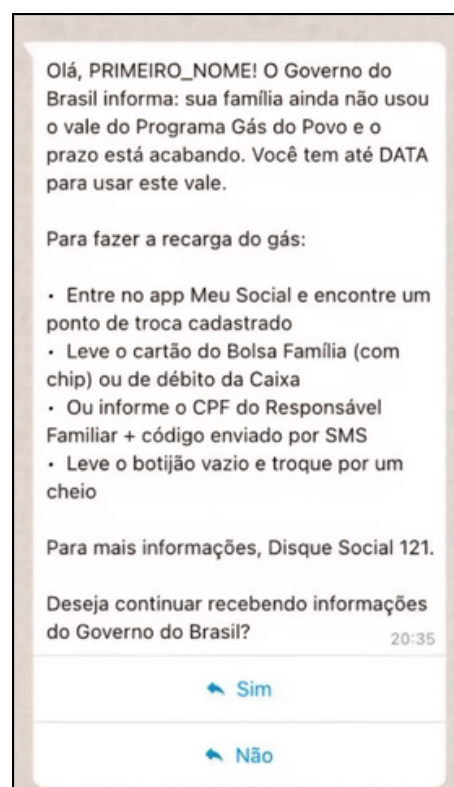 Olá, PRIMEIRO_NOME! O Governo do
Brasil informa: sua família ainda não usou
o vale do Programa Gás do Povo e o
prazo está acabando. Você tem até DATA
para usar este vale.
Para fazer a recarga do gás:
• Entre no app Meu Social e encontre um
ponto de troca cadastrado
• Leve o cartão do Bolsa Família (com
chip) ou de débito da Caixa
• Ou informe o CPF do Responsável
Familiar + código enviado por SMS
• Leve o botijão vazio e troque por um
cheio
Para mais informações, Disque Social 121.
Deseja continuar recebendo informações
do Governo do Brasil?
20:35
Sim
Não